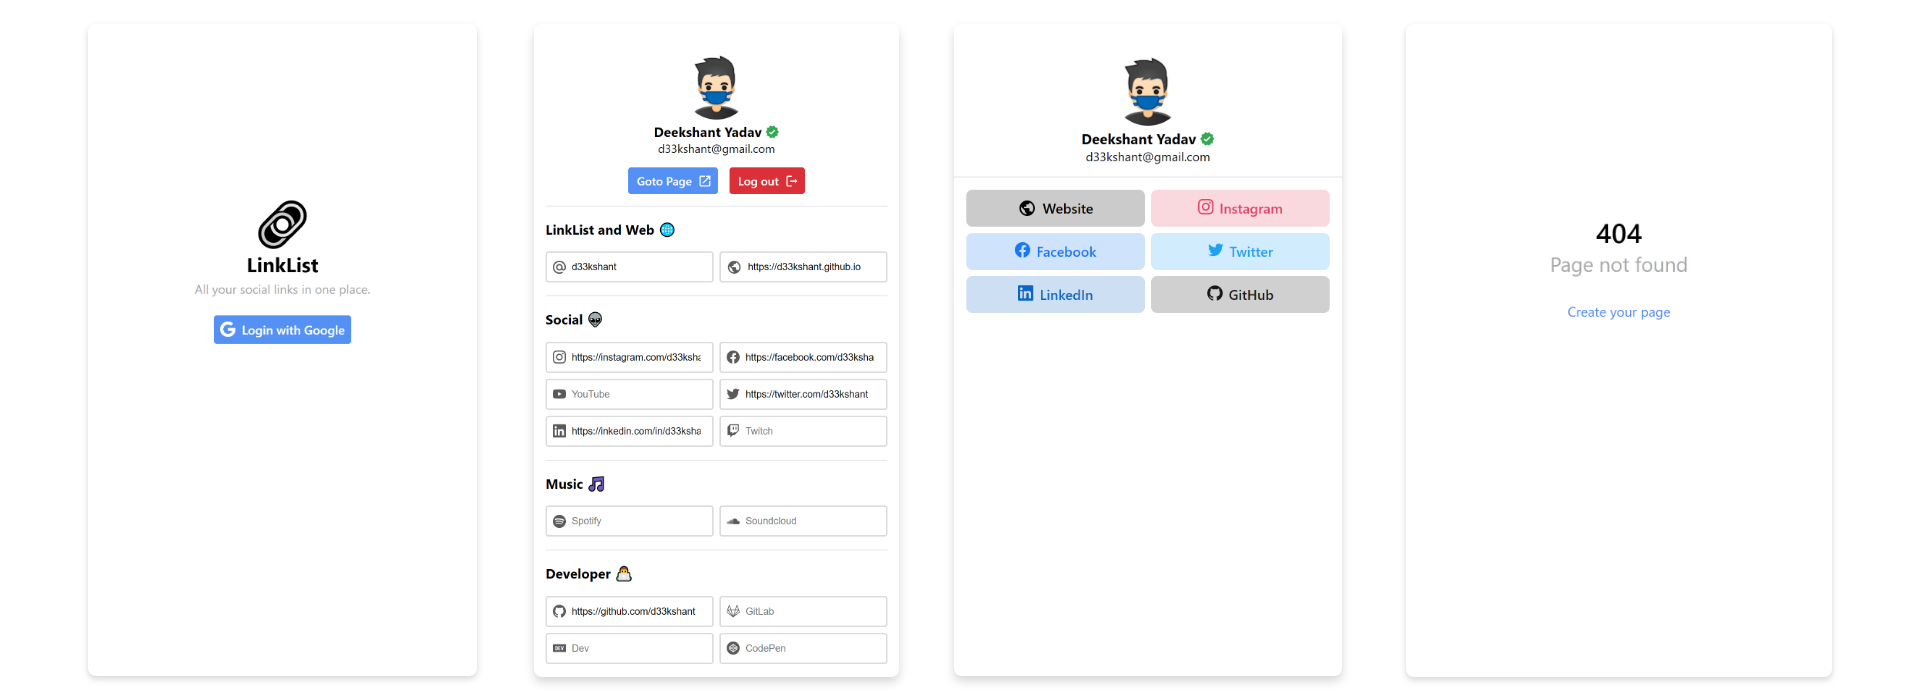 LinkList
All your social links in one place.
Login with Google
Deekshant Yadav
d33kshant@gmail.com
Goto Page Log out
LinkList and Web
d33kshant https://d33kshant.github.io
Social
https://instagram.com/d33ksha https://facebook.com/d33ksha
YouTube https://twitter.com/d33kshant
https://inkedin.com/in/d33ksha Twitch
Music
Spotify Soundcloud
Developer
https://github.com/d33kshant GitLab
DEV Dev CodePen
Deekshant Yadav
d33kshant@gmail.com
Website Instagram
Facebook Twitter
LinkedIn GitHub
404
Page not found
Create your page